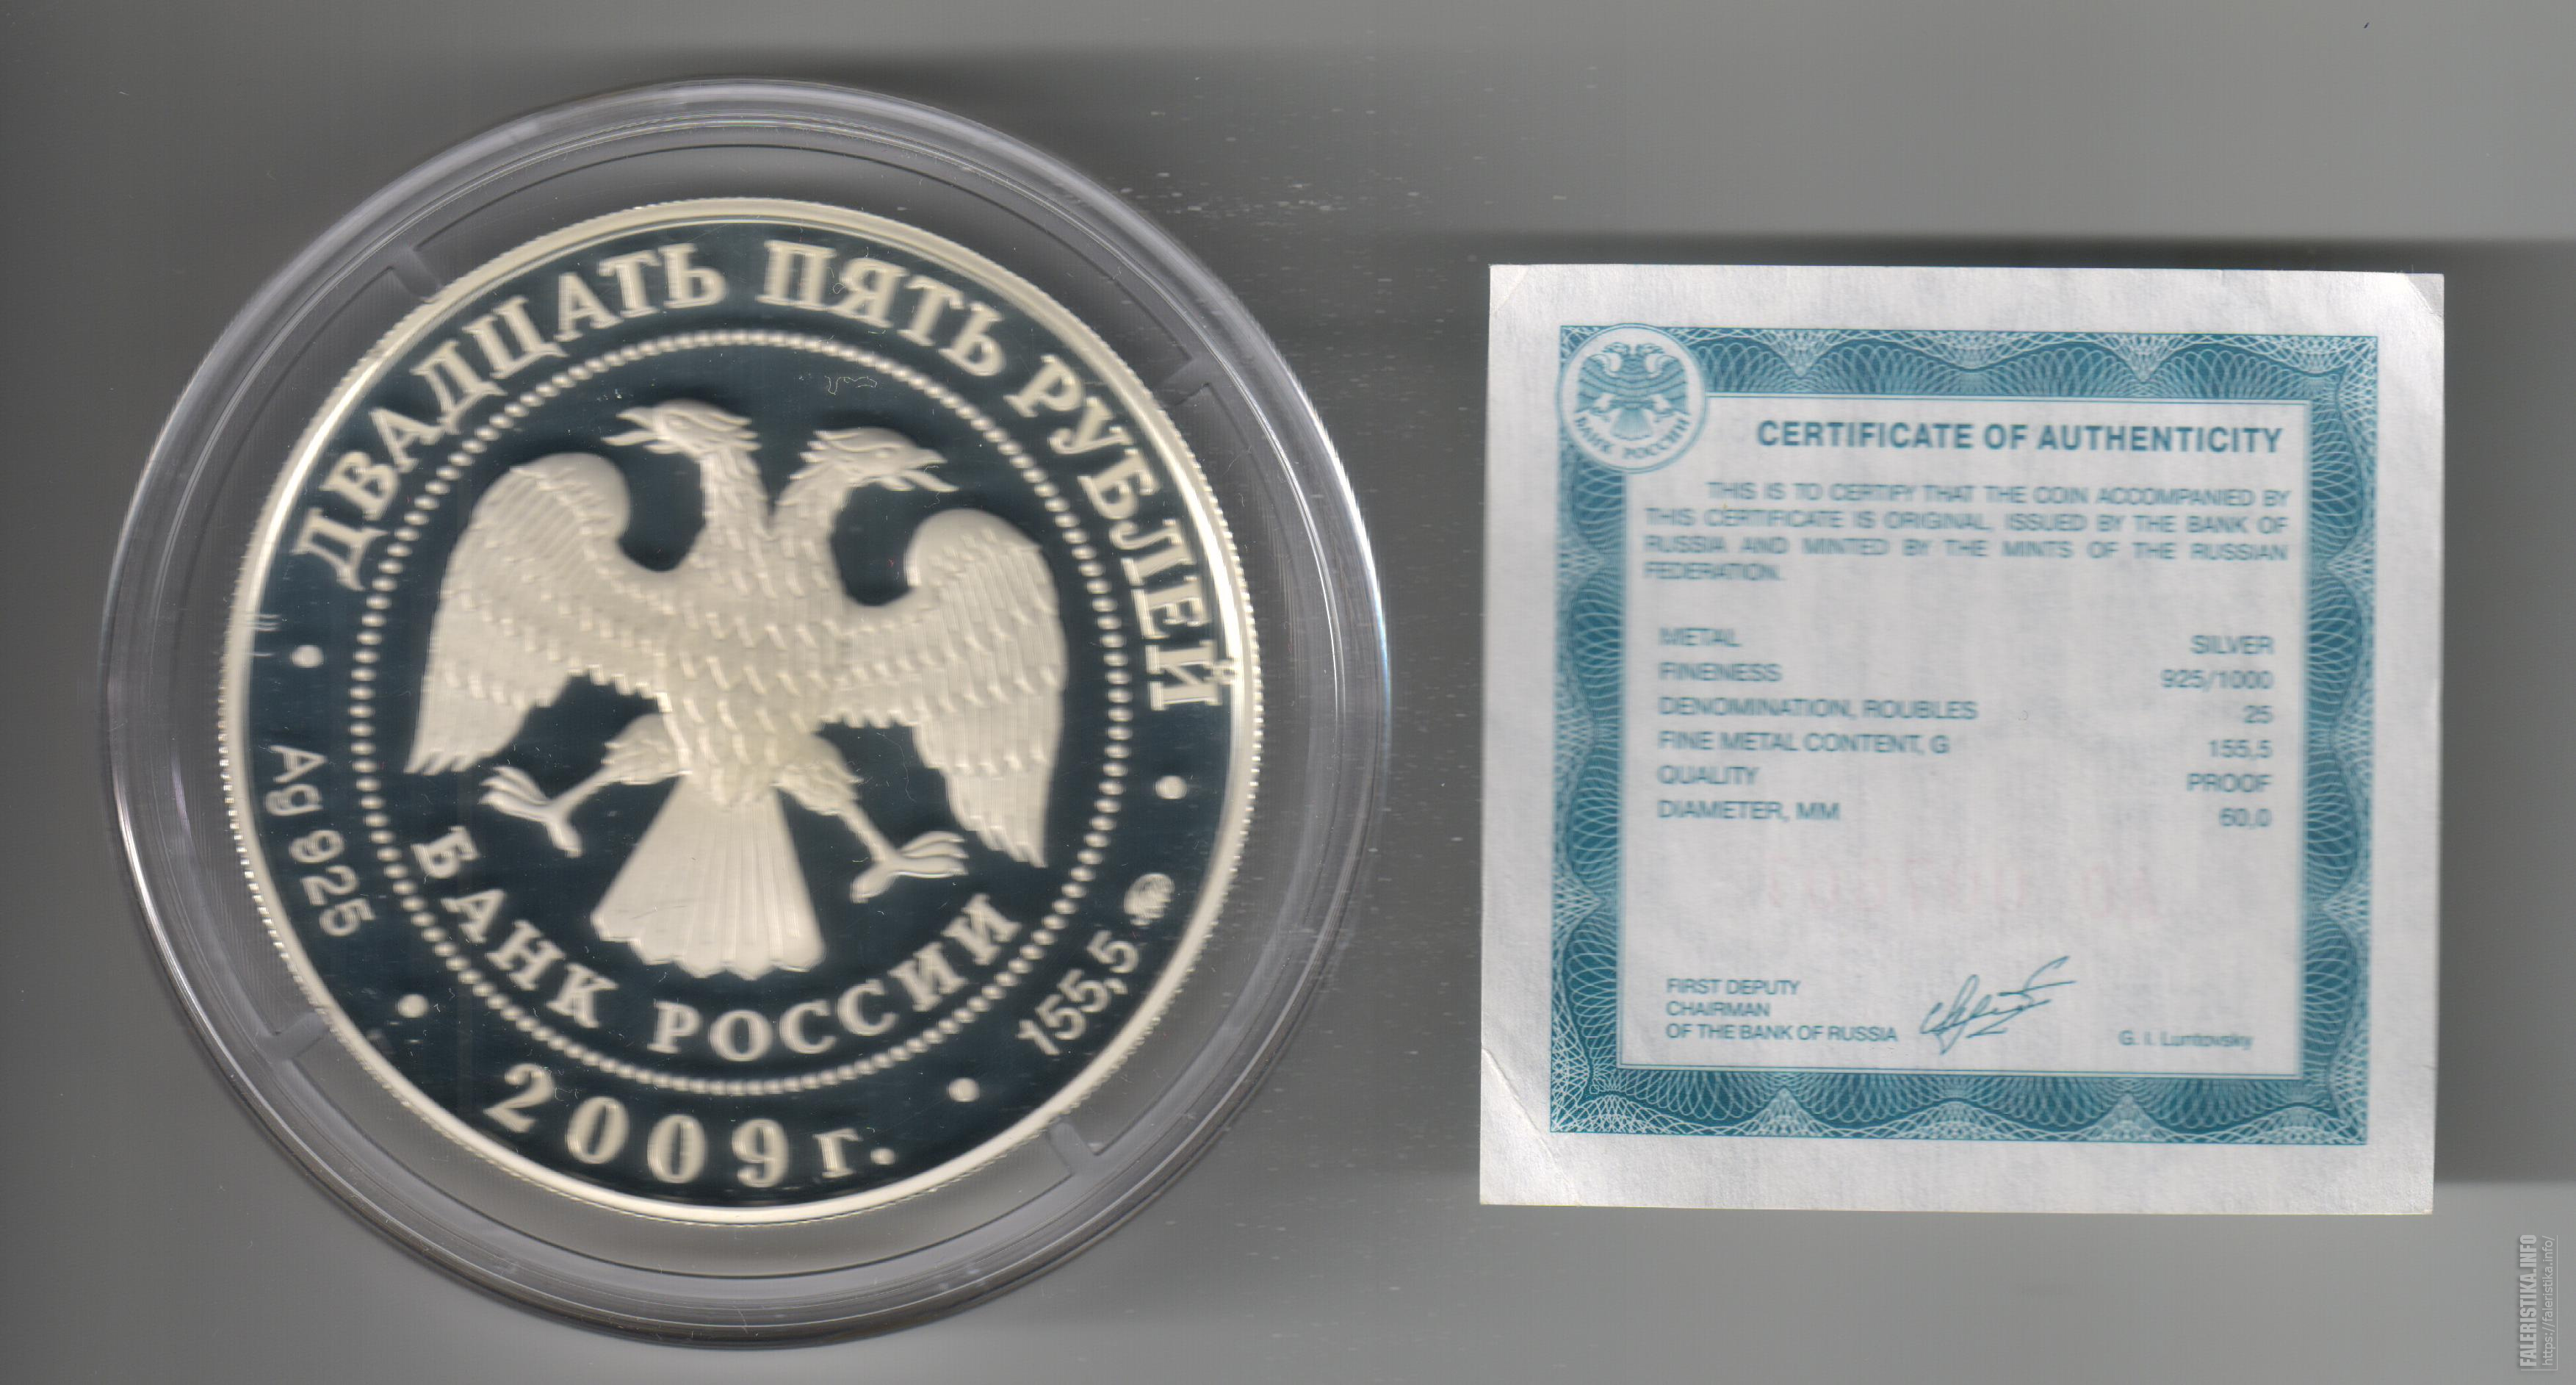 ДВАДЦАТЬ ПЯТЬ РУБЛЕЙ
Ag 925
БАНК РОССИИ
155,5
2009 г.
БАНК РОССИИ
CERTIFICATE OF AUTHENTICITY
THIS IS TO CERTIFY THAT THE COIN ACCOMPANIED BY
THIS CERTIFICATE IS ORIGINAL, ISSUED BY THE BANK OF
RUSSIA AND MINTED BY THE MINTS OF THE RUSSIAN
FEDERATION.
METAL SILVER
FINENESS 925/1000
DENOMINATION, ROUBLES 25
FINE METAL CONTENT, G 155,5
QUALITY PROOF
DIAMETER, MM 60,0
FIRST DEPUTY
CHAIRMAN
OF THE BANK OF RUSSIA
G. I. Luntovsky
FALERISTIKA.INFO
https://faleristika.info/